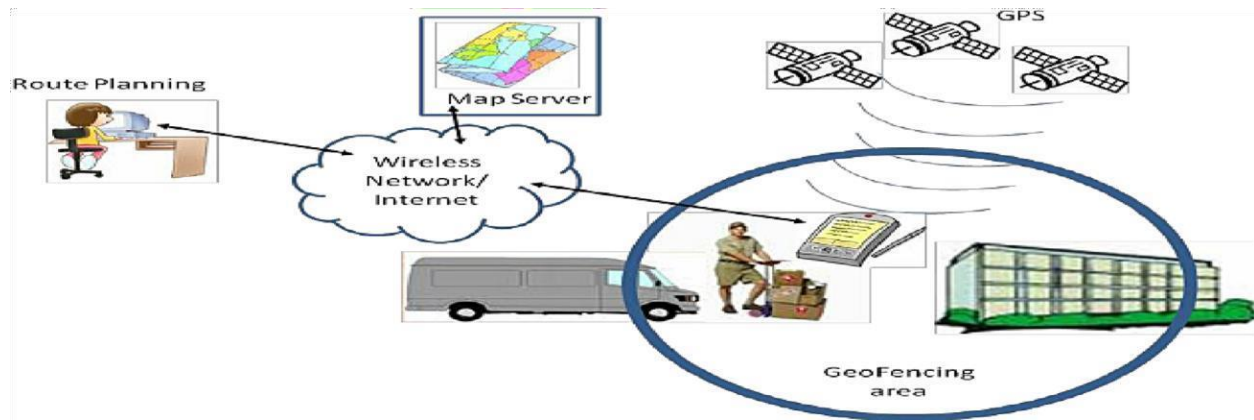 GPS
Route Planning
Map Server
Wireless
Network/
Internet
GeoFencing
area